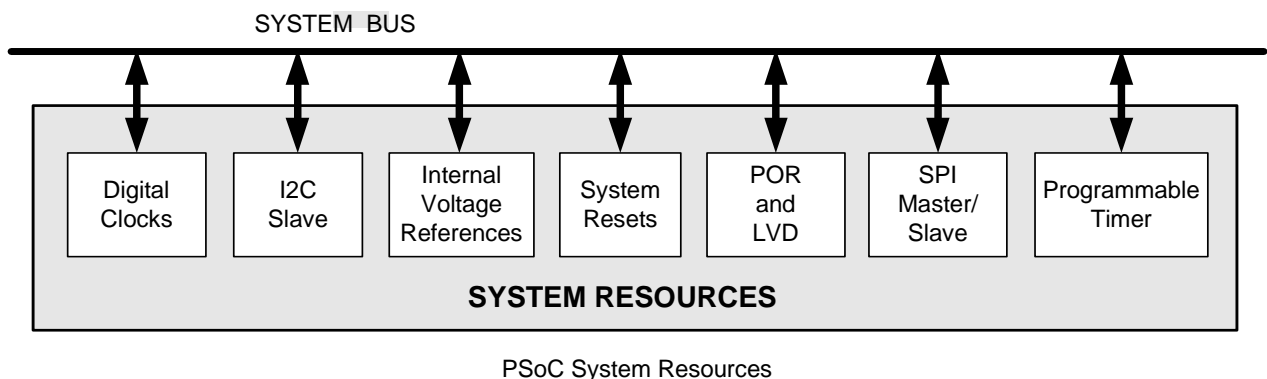 SYSTEM BUS
Digital
Clocks
I2C
Slave
Internal
Voltage
References
System
Resets
POR
and
LVD
SPI
Master/
Slave
Programmable
Timer
SYSTEM RESOURCES
PSoC System Resources